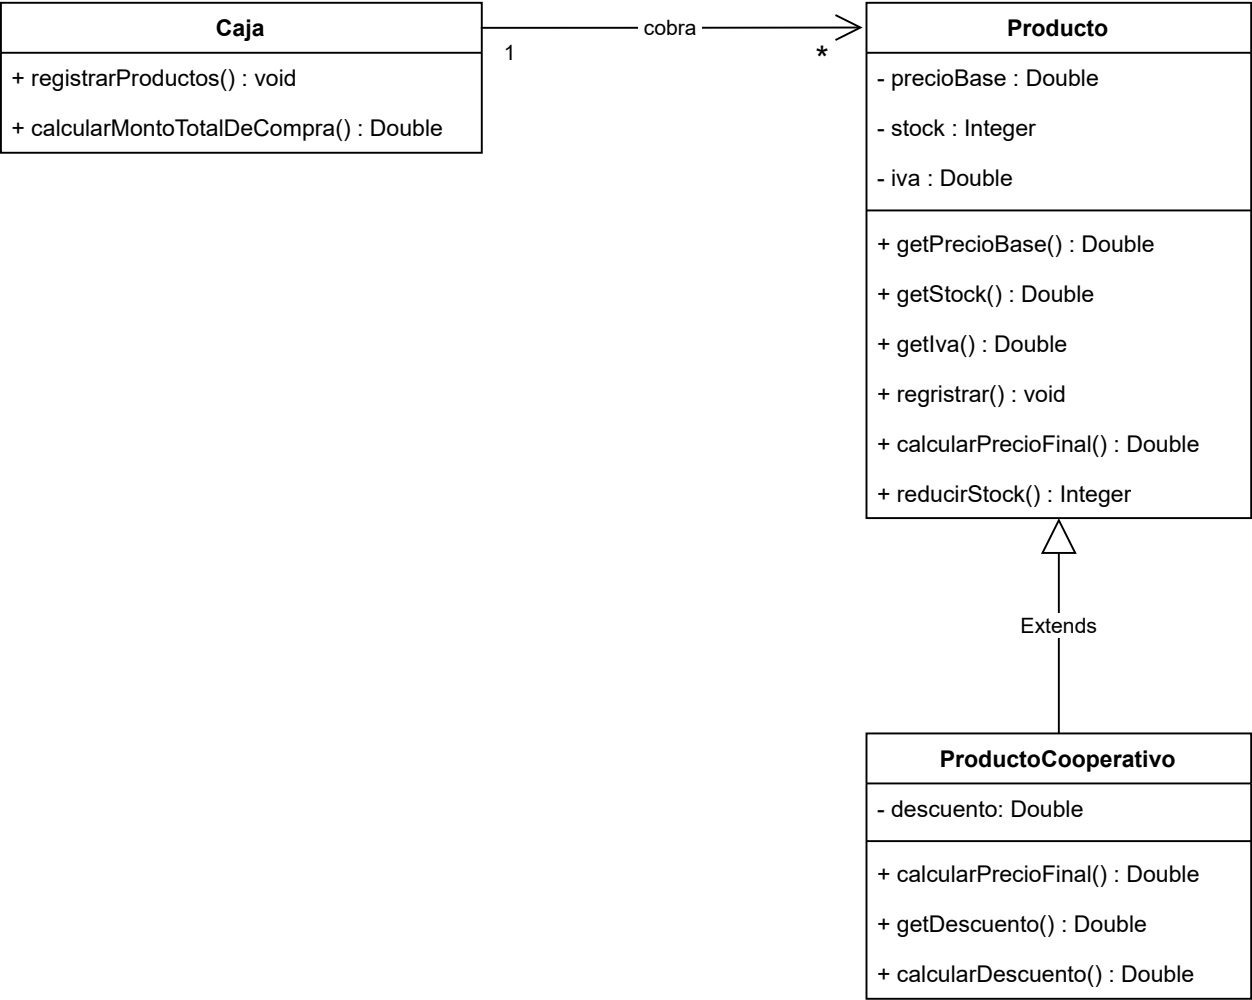 Caja
+ registrarProductos() : void
+ calcularMontoTotalDeCompra() : Double
cobra
1
*
Producto
- precioBase : Double
- stock : Integer
- iva : Double
+ getPrecioBase() : Double
+ getStock() : Double
+ getIva() : Double
+ regristrar() : void
+ calcularPrecioFinal() : Double
+ reducirStock() : Integer
Extends
ProductoCooperativo
- descuento: Double
+ calcularPrecioFinal() : Double
+ getDescuento() : Double
+ calcularDescuento() : Double